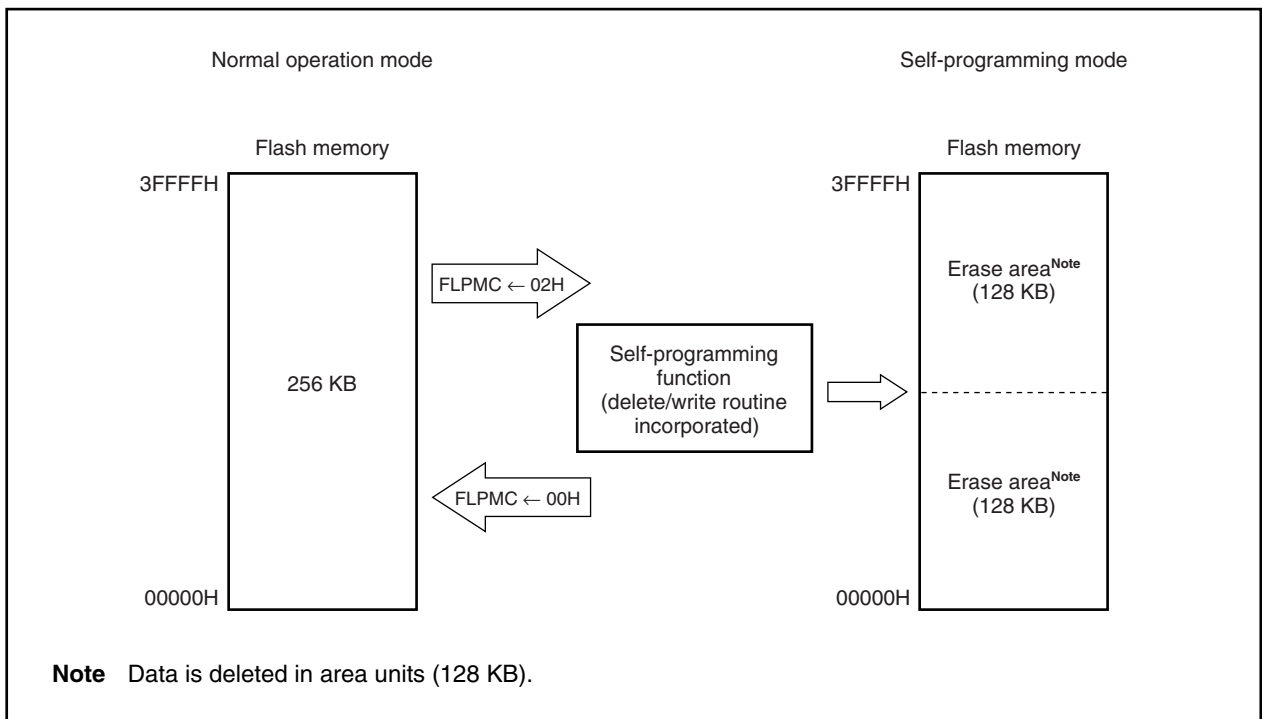 Normal operation mode
Self-programming mode
Flash memory
3FFFFH
256 KB
00000H
FLPMC ← 02H
FLPMC ← 00H
Self-programming
function
(delete/write routine
incorporated)
Flash memory
3FFFFH
Erase areaNote
(128 KB)
Erase areaNote
(128 KB)
00000H
Note Data is deleted in area units (128 KB).